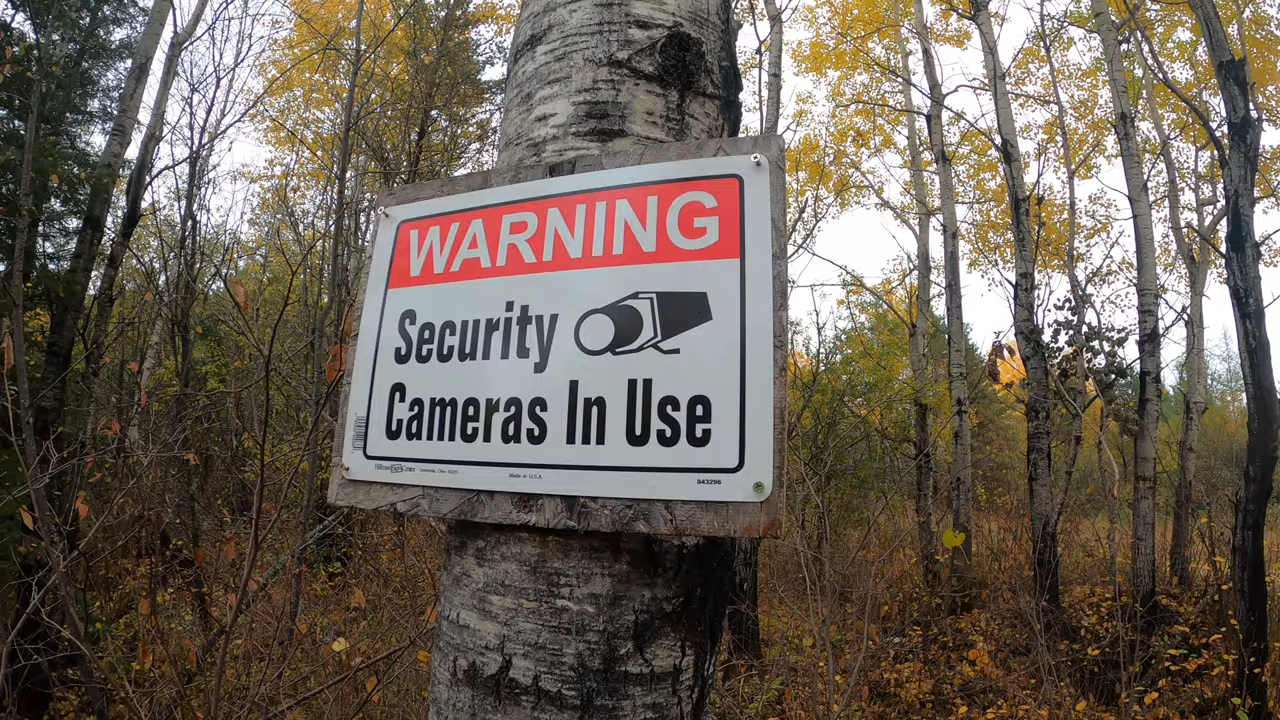 WARNING
Security
Cameras In Use
Made in U.S.A.
843296